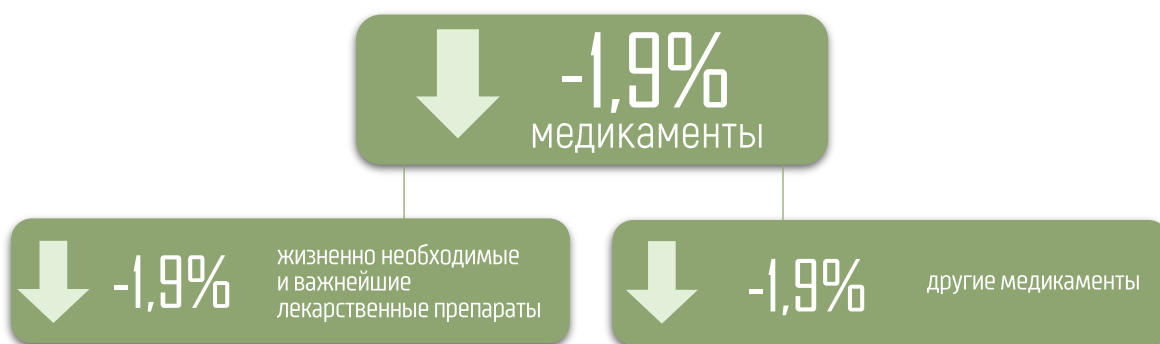 -1,9%
медикаменты
-1,9%
жизненно необходимые
и важнейшие
лекарственные препараты
-1,9%
другие медикаменты